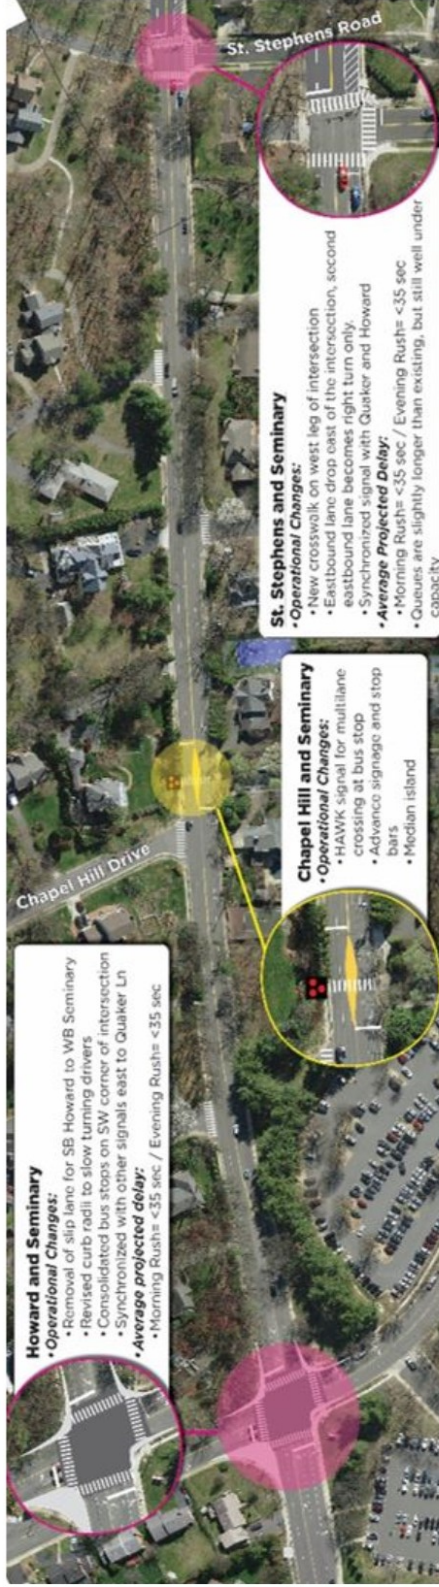 Howard and Seminary
• Operational Changes:
• Removal of slip lane for SB Howard to WB Seminary
• Revised curb radii to slow turning drivers
• Consolidated bus stops on SW corner of intersection
• Synchronized with other signals east to Quaker Ln
• Average projected delay:
• Morning Rush= <35 sec / Evening Rush= <35 sec
Chapel Hill Drive
Chapel Hill and Seminary
• Operational Changes:
• HAWK signal for multilane
crossing at bus stop
• Advance signage and stop
bars
• Median island
St. Stephens Road
St. Stephens and Seminary
• Operational Changes:
• New crosswalk on west leg of intersection
• Eastbound lane drop east of the intersection, second
eastbound lane becomes right turn only.
• Synchronized signal with Quaker and Howard
• Average Projected Delay:
• Morning Rush= <35 sec / Evening Rush= <35 sec
• Queues are slightly longer than existing, but still well under
capacity